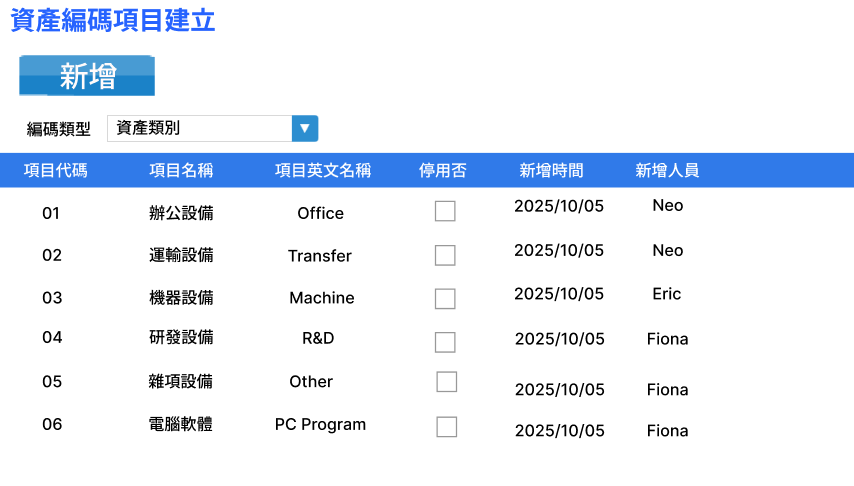 資產編碼項目建立
新增
編碼類型 資產類別
項目代碼 項目名稱 項目英文名稱 停用否 新增時間 新增人員
01 辦公設備 Office 2025/10/05 Neo
02 運輸設備 Transfer 2025/10/05 Neo
03 機器設備 Machine 2025/10/05 Eric
04 研發設備 R&D 2025/10/05 Fiona
05 雜項設備 Other 2025/10/05 Fiona
06 電腦軟體 PC Program 2025/10/05 Fiona